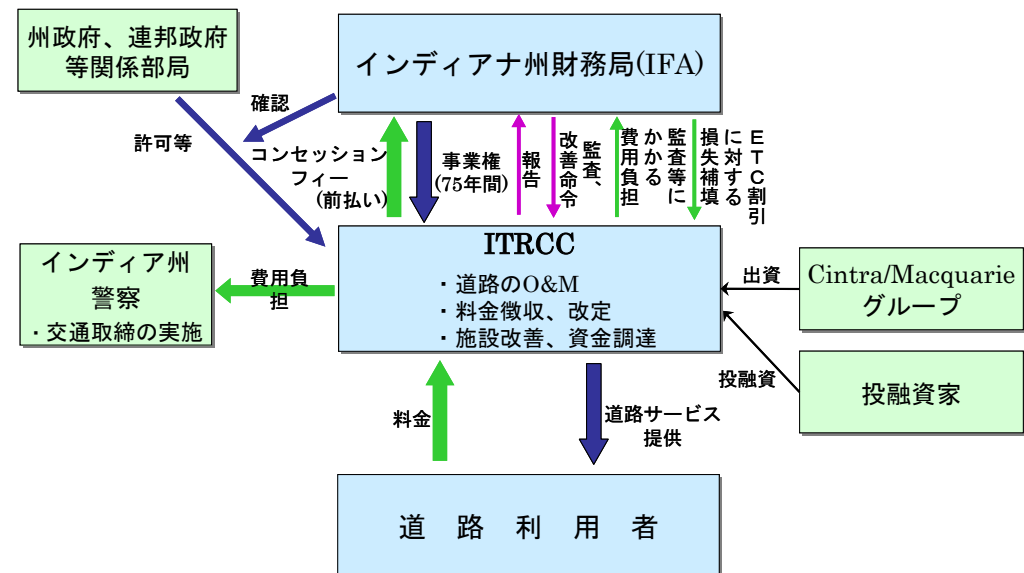 州政府、連邦政府
等関係部局
インディアナ州財務局(IFA)
確認
許可等
コンセッション
フィー
(前払い)
事業権
(75年間)
報告
監査、
改善命令
監査等に
かかる
費用負担
ETC割引
に対する
損失補填
ITRCC
・道路のO&M
・料金徴収、改定
・施設改善、資金調達
インディア州
警察
・交通取締の実施
費用負
担
出資
Cintra/Macquarie
グループ
投融資
投融資家
料金
道路サービス
提供
道 路 利 用 者